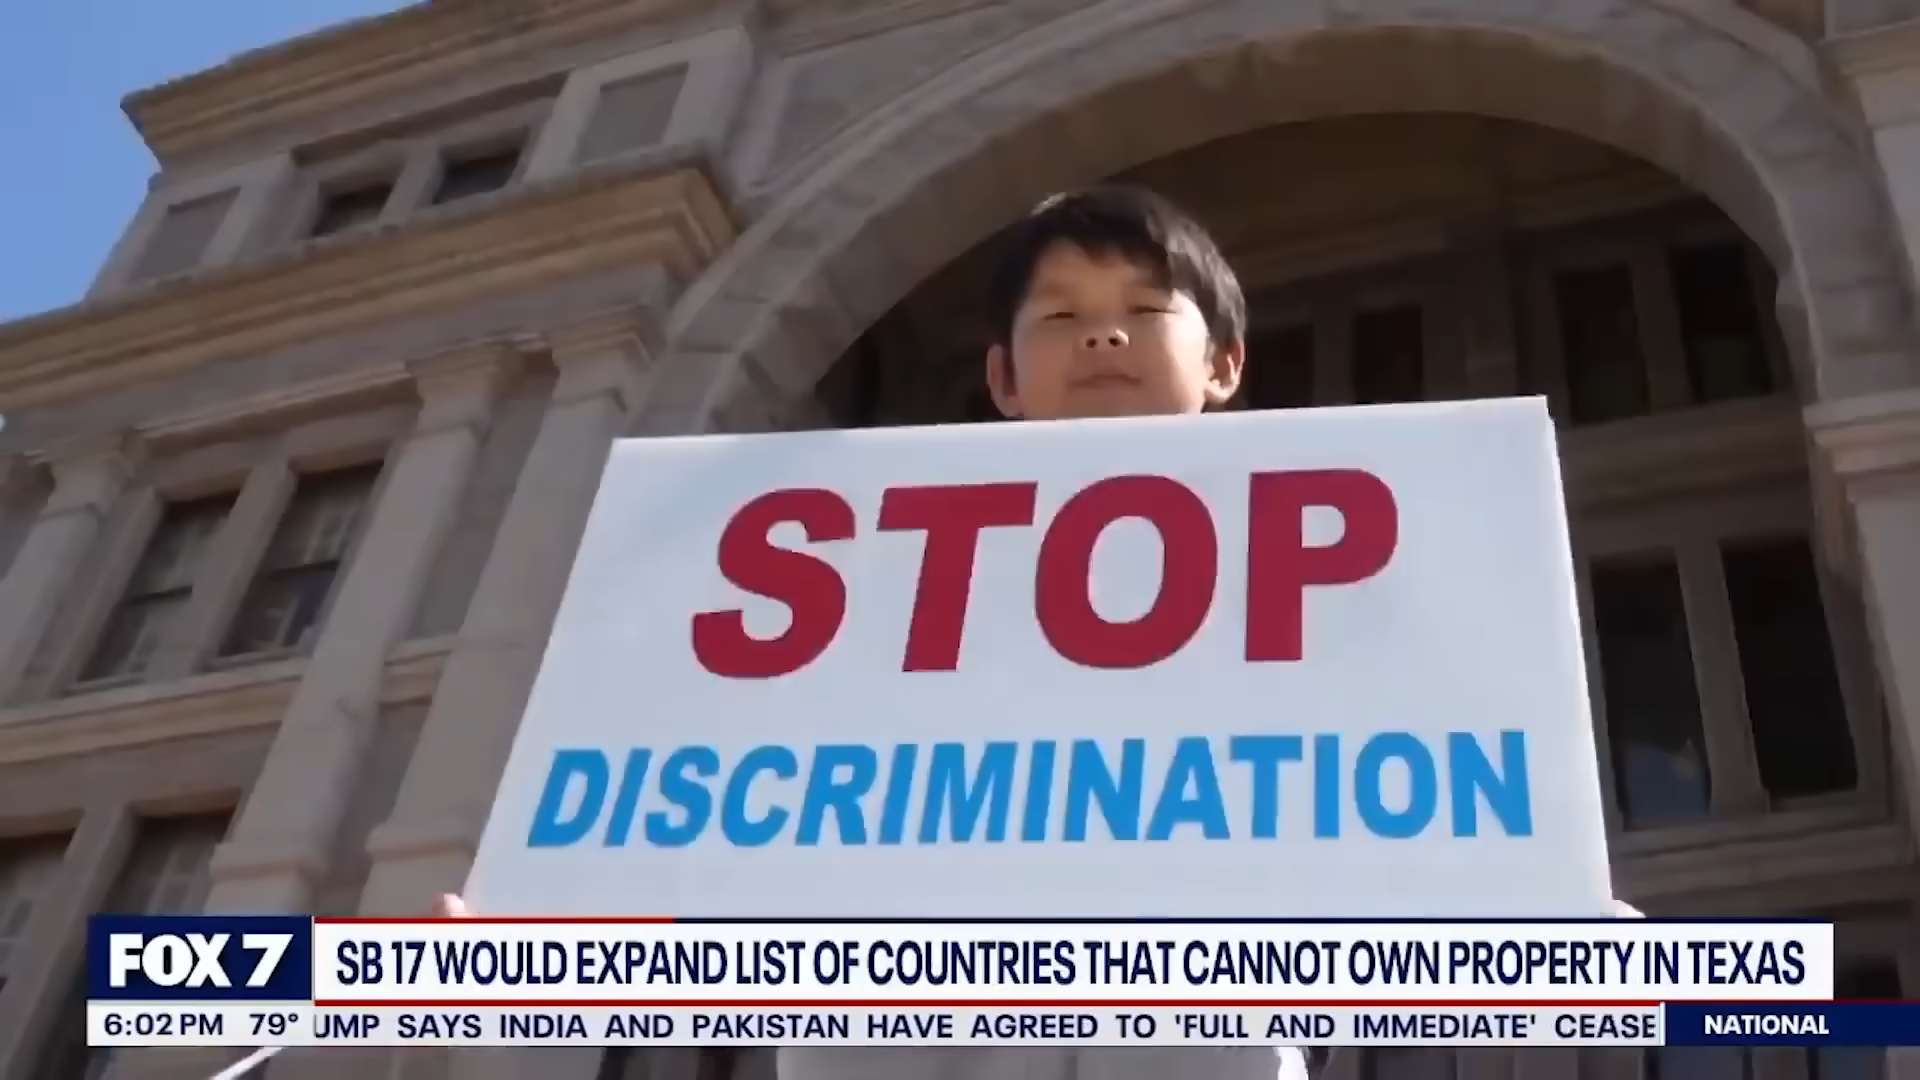 STOP
DISCRIMINATION
FOX 7
SB 17 WOULD EXPAND LIST OF COUNTRIES THAT CANNOT OWN PROPERTY IN TEXAS
6:02 PM 79° UMP SAYS INDIA AND PAKISTAN HAVE AGREED TO 'FULL AND IMMEDIATE' CEASE NATIONAL